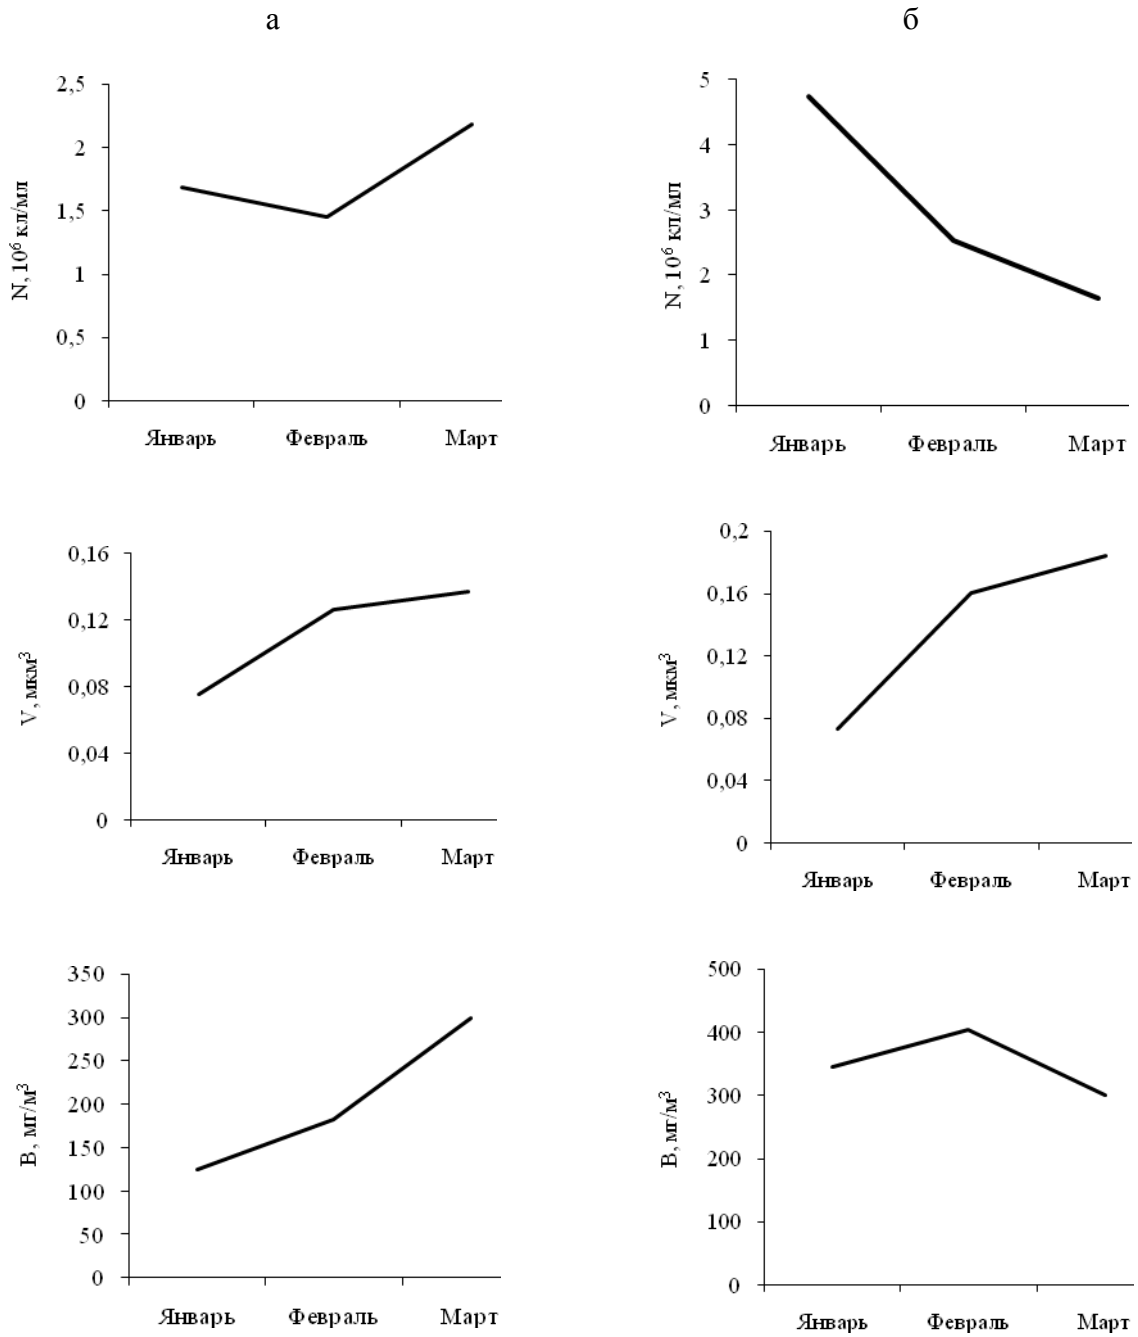 а
б
N, 10⁶ кл/мл
2,5
2
1,5
1
0,5
0
Январь Февраль Март
N, 10⁶ кл/мл
5
4
3
2
1
0
Январь Февраль Март
V, мкм³
0,16
0,12
0,08
0,04
0
Январь Февраль Март
V, мкм³
0,2
0,16
0,12
0,08
0,04
0
Январь Февраль Март
В, мг/м³
350
300
250
200
150
100
50
0
Январь Февраль Март
В, мг/м³
500
400
300
200
100
0
Январь Февраль Март